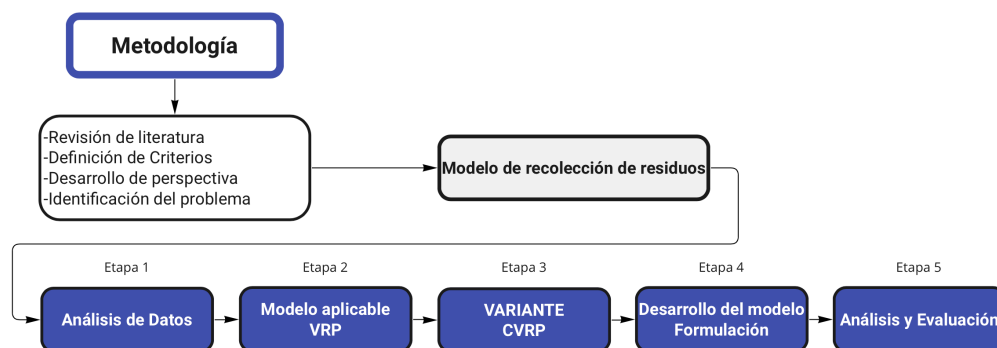 Metodología
-Revisión de literatura
-Definición de Criterios
-Desarrollo de perspectiva
-Identificación del problema
Modelo de recolección de residuos
Etapa 1
Etapa 2
Etapa 3
Etapa 4
Etapa 5
Análisis de Datos
Modelo aplicable
VRP
VARIANTE
CVRP
Desarrollo del modelo
Formulación
Análisis y Evaluación